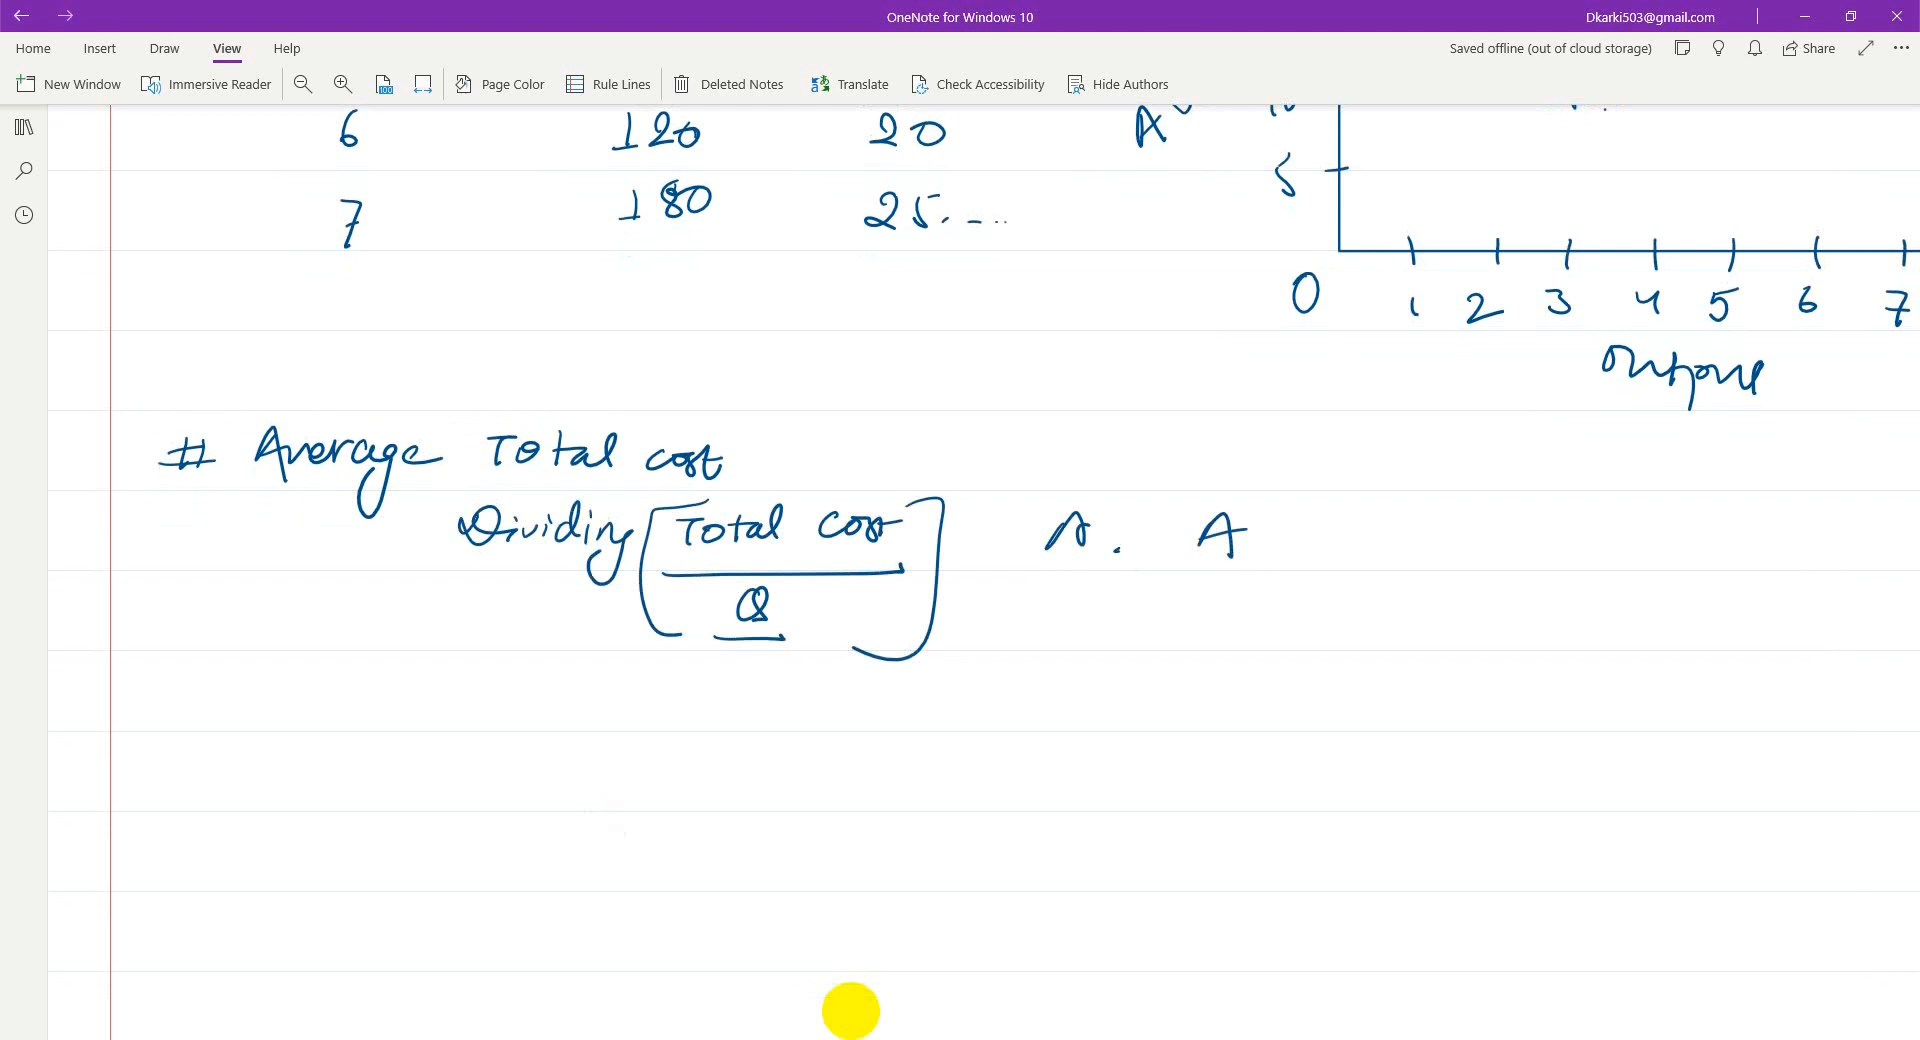 OneNote for Windows 10
Dkarki503@gmail.com
Home Insert Draw View Help
Saved offline (out of cloud storage)
Share
New Window Immersive Reader 100 Page Color Rule Lines Deleted Notes Translate Check Accessibility Hide Authors
6 120 20 A
7 180 25. - ...
5
0 1 2 3 4 5 6 7
output
# Average Total cost
Dividing [Total cost A. A
Q]